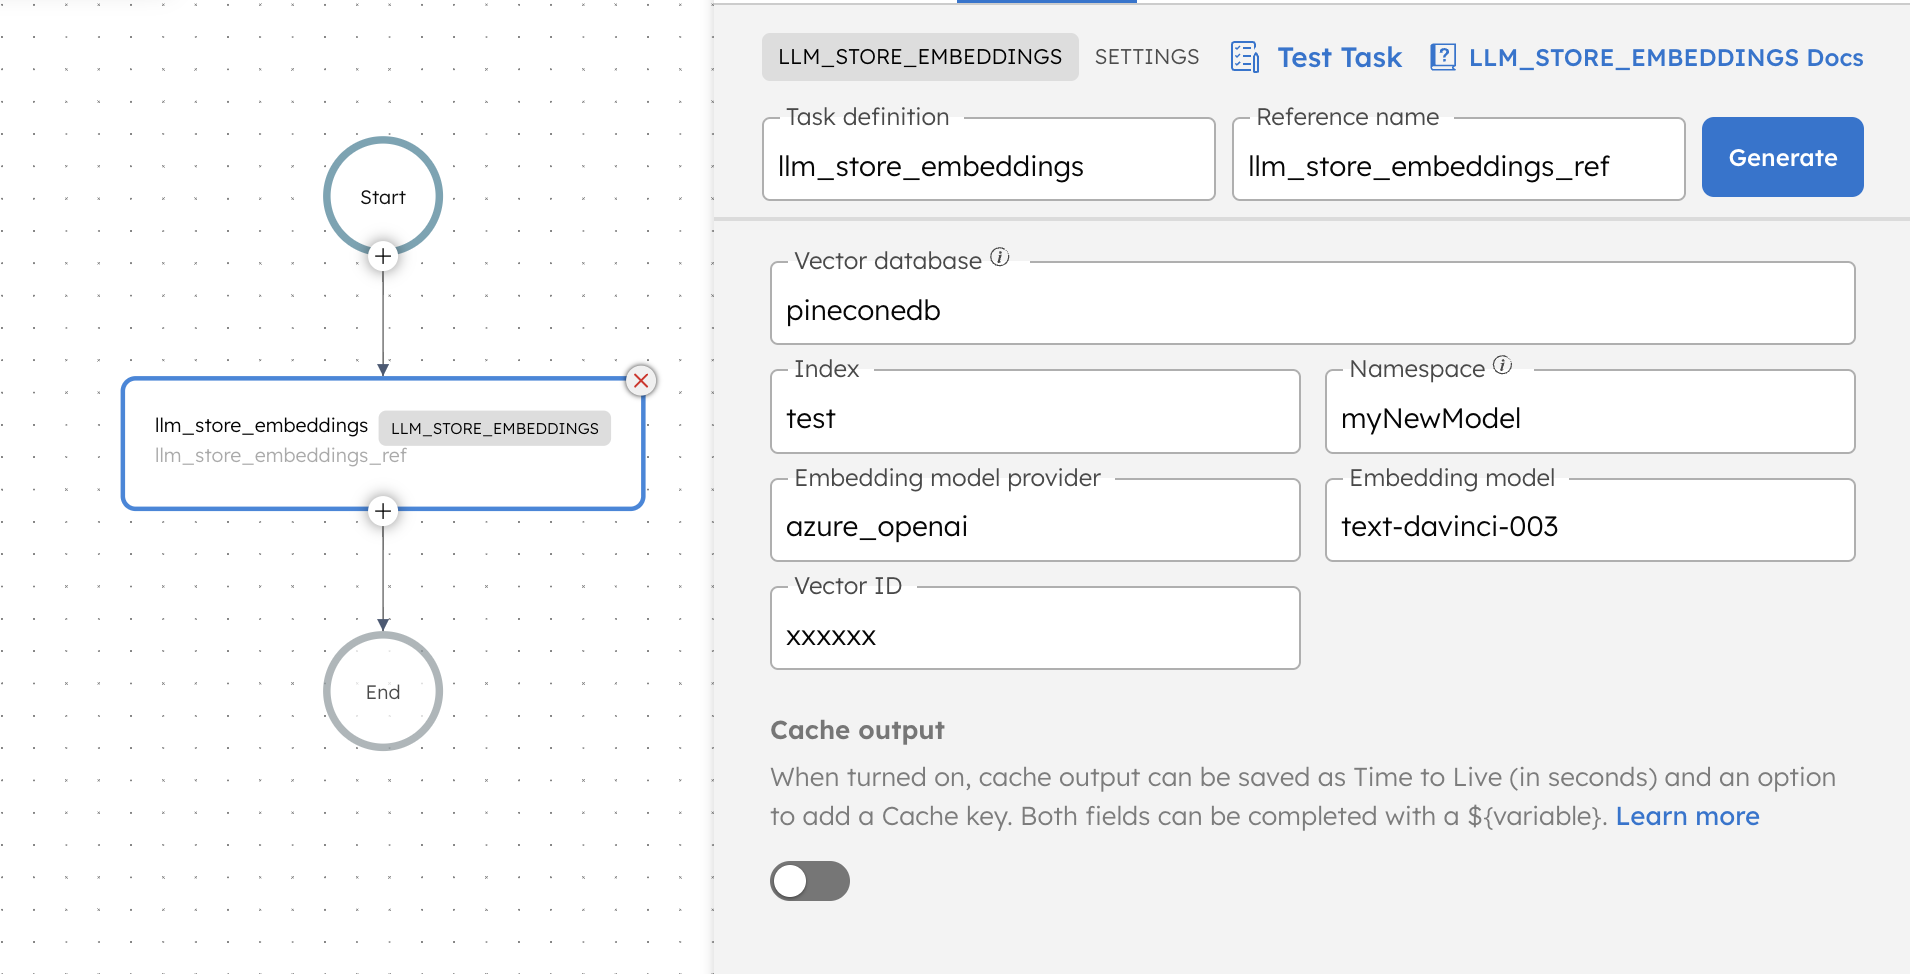 Start
llm_store_embeddings LLM_STORE_EMBEDDINGS
llm_store_embeddings_ref
End
LLM_STORE_EMBEDDINGS SETTINGS Test Task LLM_STORE_EMBEDDINGS Docs
Task definition
llm_store_embeddings
Reference name
llm_store_embeddings_ref
Generate
Vector database
pineconedb
Index
test
Namespace
myNewModel
Embedding model provider
azure_openai
Embedding model
text-davinci-003
Vector ID
xxxxxx
Cache output
When turned on, cache output can be saved as Time to Live (in seconds) and an option
to add a Cache key. Both fields can be completed with a ${variable}. Learn more